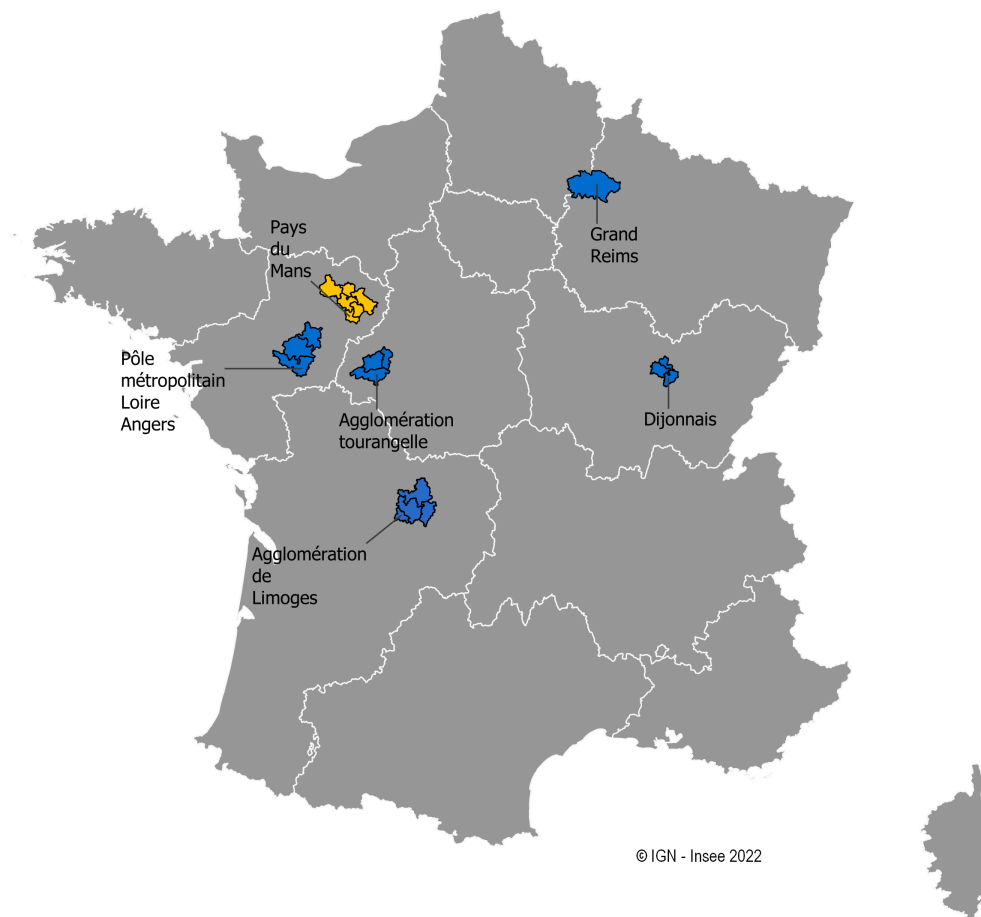 Pays
du
Mans
Grand
Reims
Pôle
métropolitain
Loire
Angers
Agglomération
tourangelle
Dijonnais
Agglomération
de
Limoges
© IGN - Insee 2022